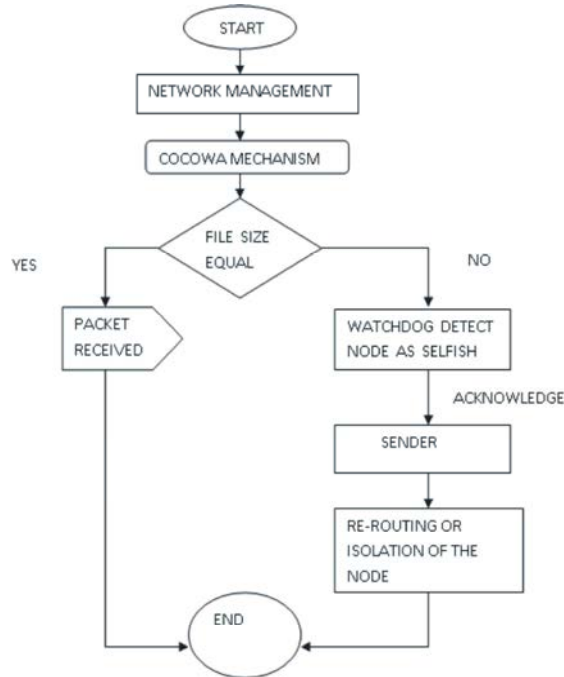 START
NETWORK MANAGEMENT
COCOWA MECHANISM
FILE SIZE
EQUAL
YES
NO
PACKET
RECEIVED
WATCHDOG DETECT
NODE AS SELFISH
ACKNOWLEDGE
SENDER
RE-ROUTING OR
ISOLATION OF THE
NODE
END